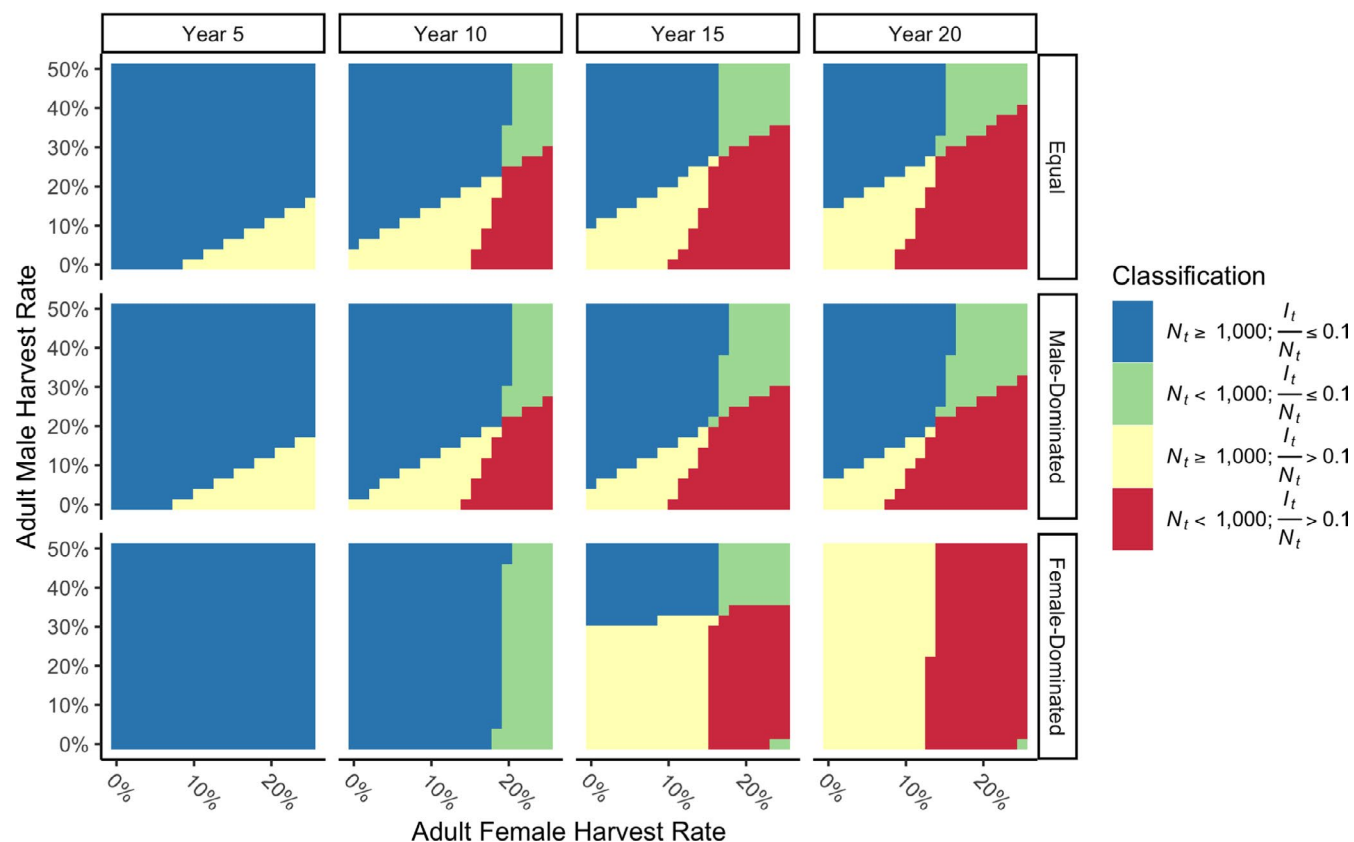 Year 5
Year 10
Year 15
Year 20
50%
40%
30%
20%
10%
0%
Equal
50%
40%
30%
20%
10%
0%
Male-Dominated
50%
40%
30%
20%
10%
0%
Female-Dominated
Adult Male Harvest Rate
0%
10%
20%
0%
10%
20%
0%
10%
20%
0%
10%
20%
Adult Female Harvest Rate
Classification
N_t ≥ 1,000; I_t/N_t ≤ 0.1
N_t < 1,000; I_t/N_t ≤ 0.1
N_t ≥ 1,000; I_t/N_t > 0.1
N_t < 1,000; I_t/N_t > 0.1